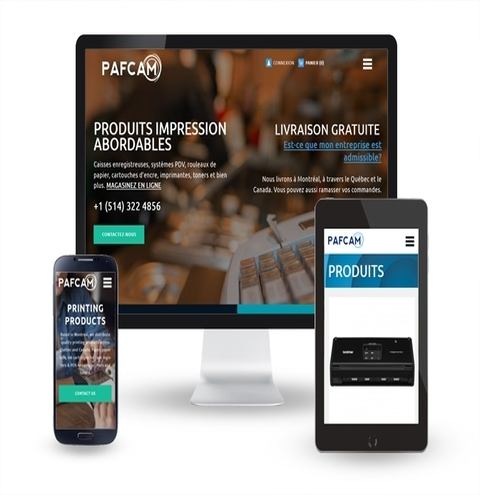 PAFCAM
CONNEXION
PANIER (0)
PRODUITS IMPRESSION
ABORDABLES
Caisses enregistreuses, systèmes PDV, rouleaux de
papier, cartouches d'encre, imprimantes, toners et bien
plus. MAGASINEZ EN LIGNE
+1 (514) 322 4856
CONTACTEZ-NOUS
LIVRAISON GRATUITE
Est-ce que mon entreprise est
admissible?
Nous livrons à Montréal, à travers le Québec et le
Canada. Vous pouvez aussi ramasser vos commandes.
PAFCAM
PRINTING
PRODUCTS
CONTACT US
PAFCAM
PRODUITS
brother